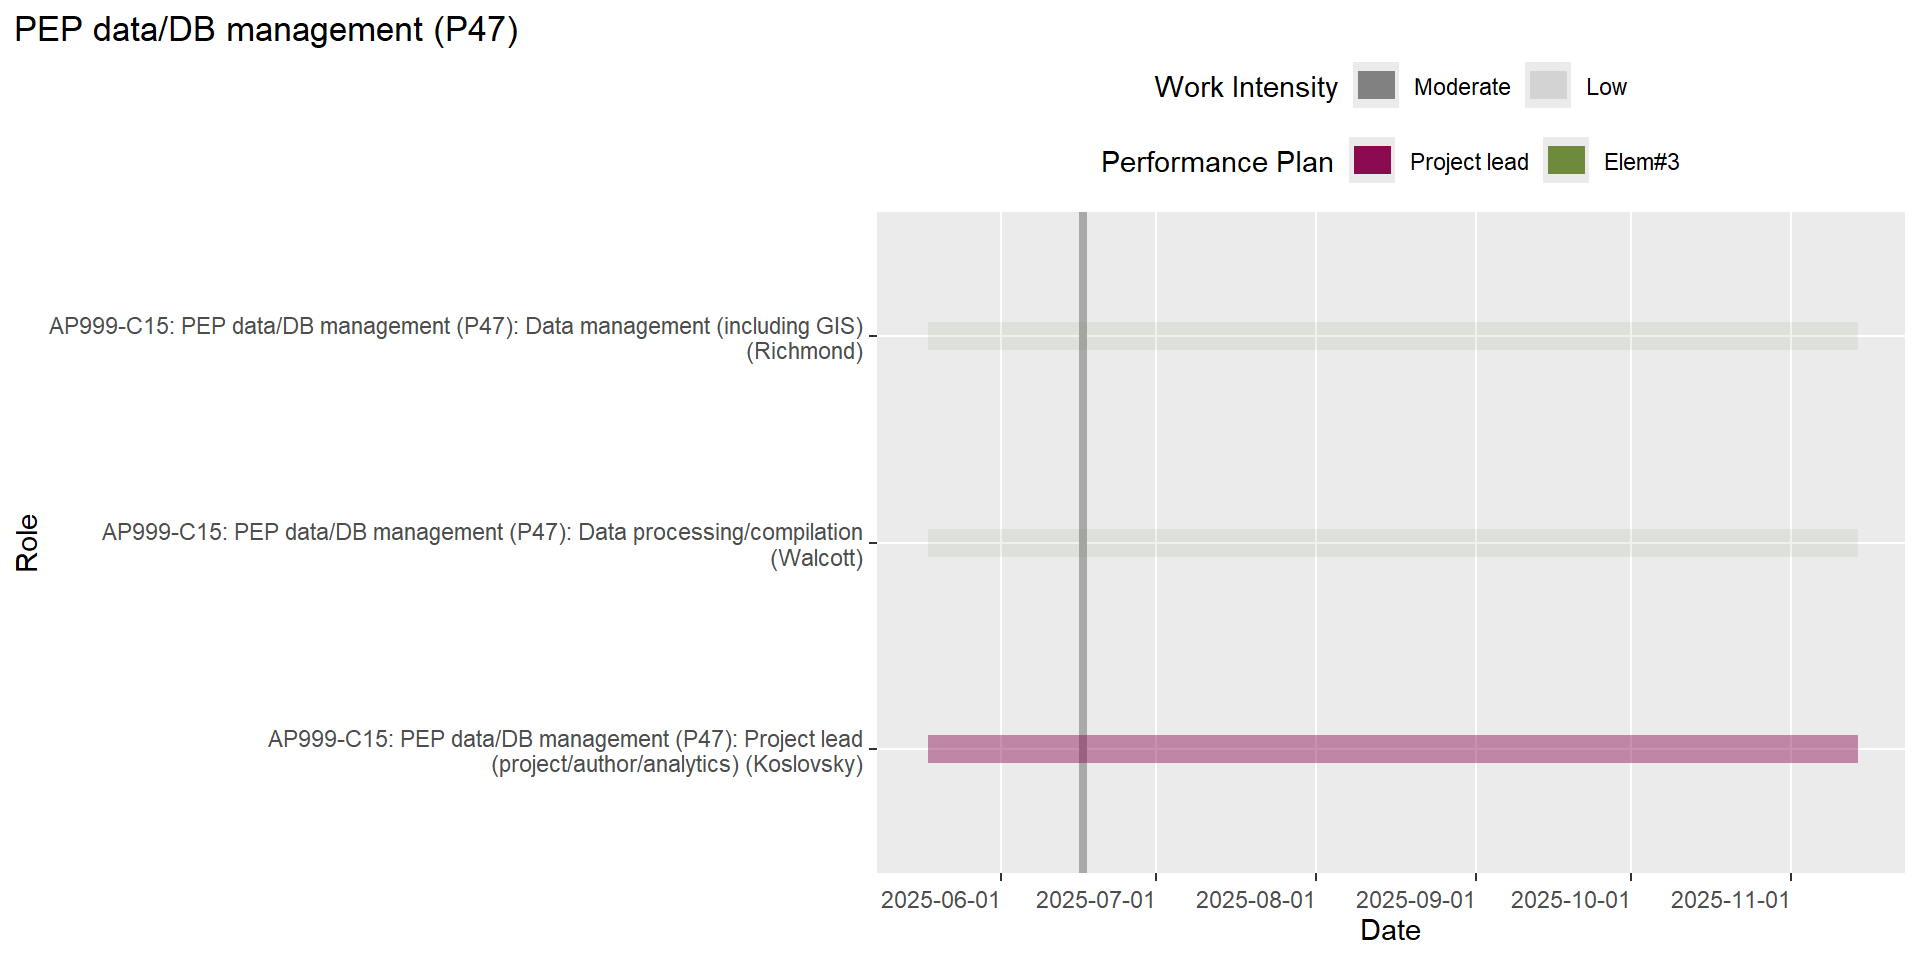 PEP data/DB management (P47)
Work Intensity Moderate Low
Performance Plan Project lead Elem#3
AP999-C15: PEP data/DB management (P47): Data management (including GIS)
(Richmond)
AP999-C15: PEP data/DB management (P47): Data processing/compilation
(Walcott)
AP999-C15: PEP data/DB management (P47): Project lead
(project/author/analytics) (Koslovsky)
Role
2025-06-01 2025-07-01 2025-08-01 2025-09-01 2025-10-01 2025-11-01
Date